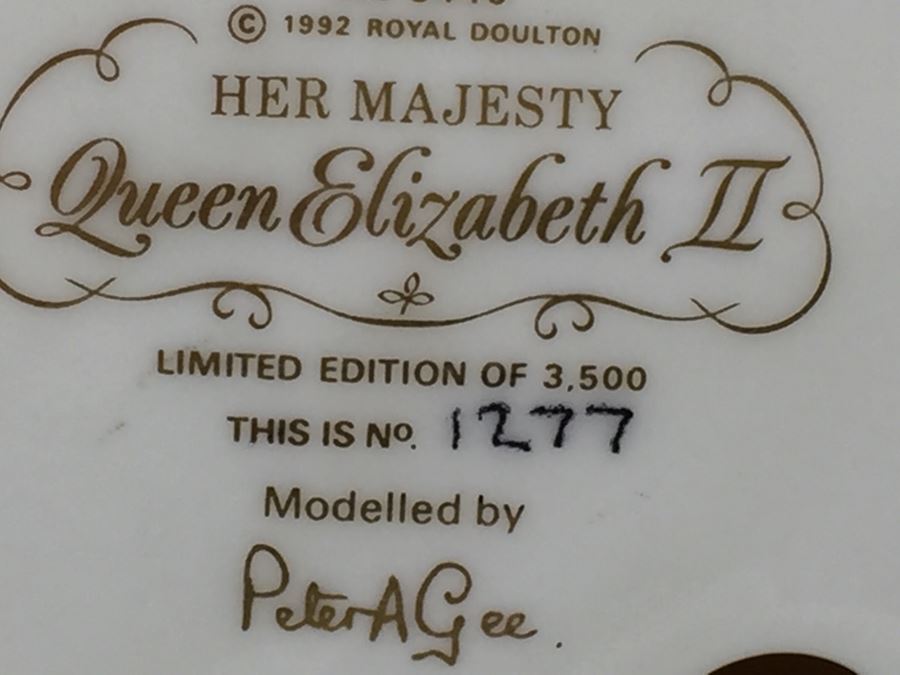 © 1992 ROYAL DOULTON
HER MAJESTY
Queen Elizabeth II
LIMITED EDITION OF 3,500
THIS IS Nº. 1277
Modelled by
Peter A Gee.